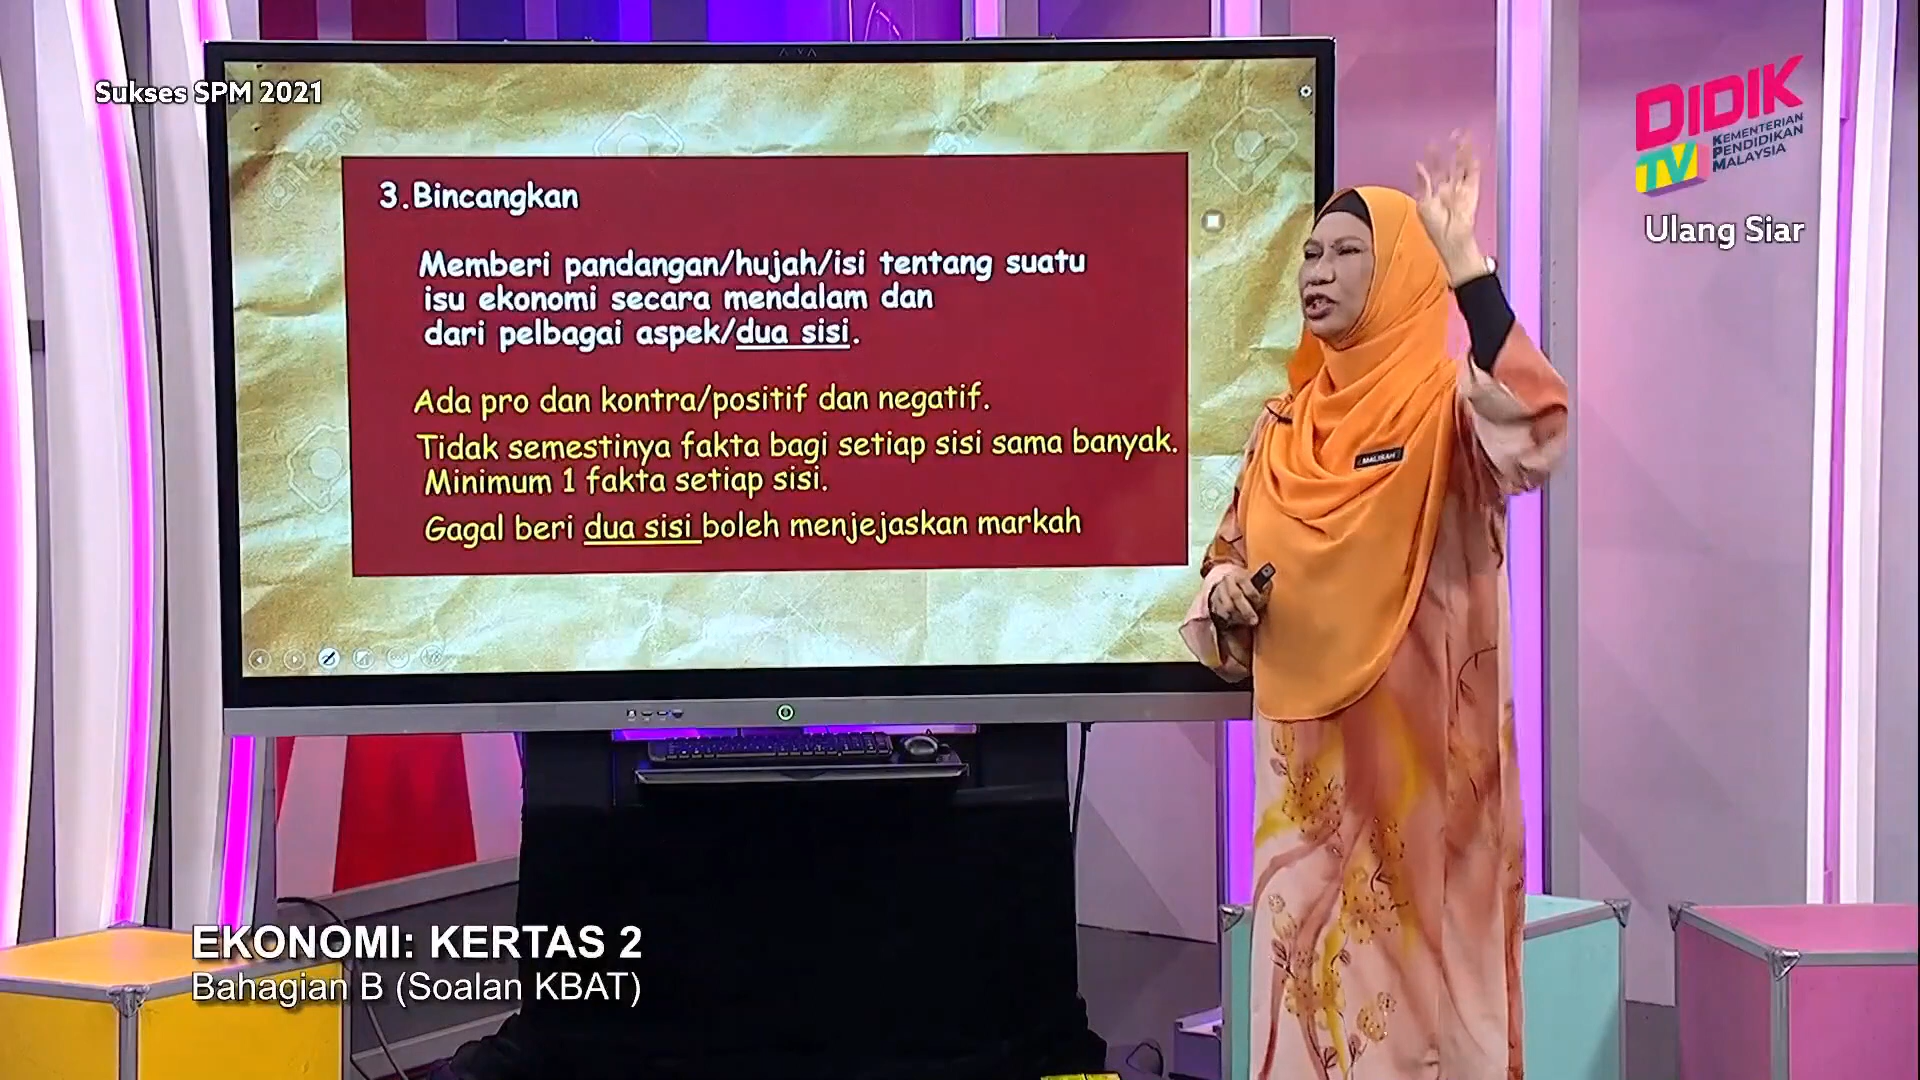 Sukses SPM 2021
3.Bincangkan
Memberi pandangan/hujah/isi tentang suatu
isu ekonomi secara mendalam dan
dari pelbagai aspek/dua sisi.
Ada pro dan kontra/positif dan negatif.
Tidak semestinya fakta bagi setiap sisi sama banyak.
Minimum 1 fakta setiap sisi.
Gagal beri dua sisi boleh menjejaskan markah
DIDIK
TV
KEMENTERIAN
PENDIDIKAN
MALAYSIA
Ulang Siar
MALISAH
EKONOMI: KERTAS 2
Bahagian B (Soalan KBAT)